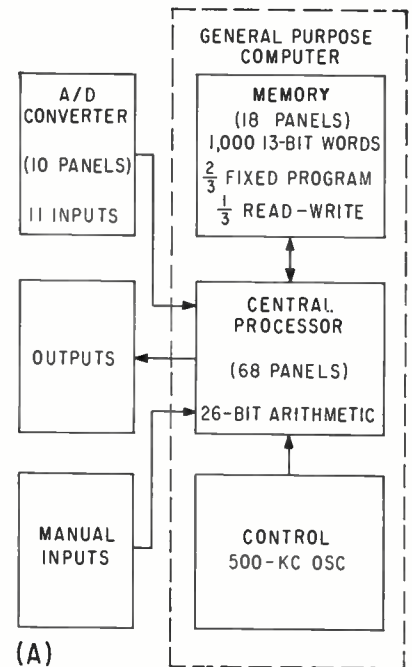 GENERAL PURPOSE
COMPUTER
A/D
CONVERTER
(10 PANELS)
11 INPUTS
MEMORY
(18 PANELS)
1,000 13-BIT WORDS
2/3 FIXED PROGRAM
1/3 READ-WRITE
CENTRAL
PROCESSOR
(68 PANELS)
26-BIT ARITHMETIC
OUTPUTS
MANUAL
INPUTS
CONTROL
500-KC OSC
(A)